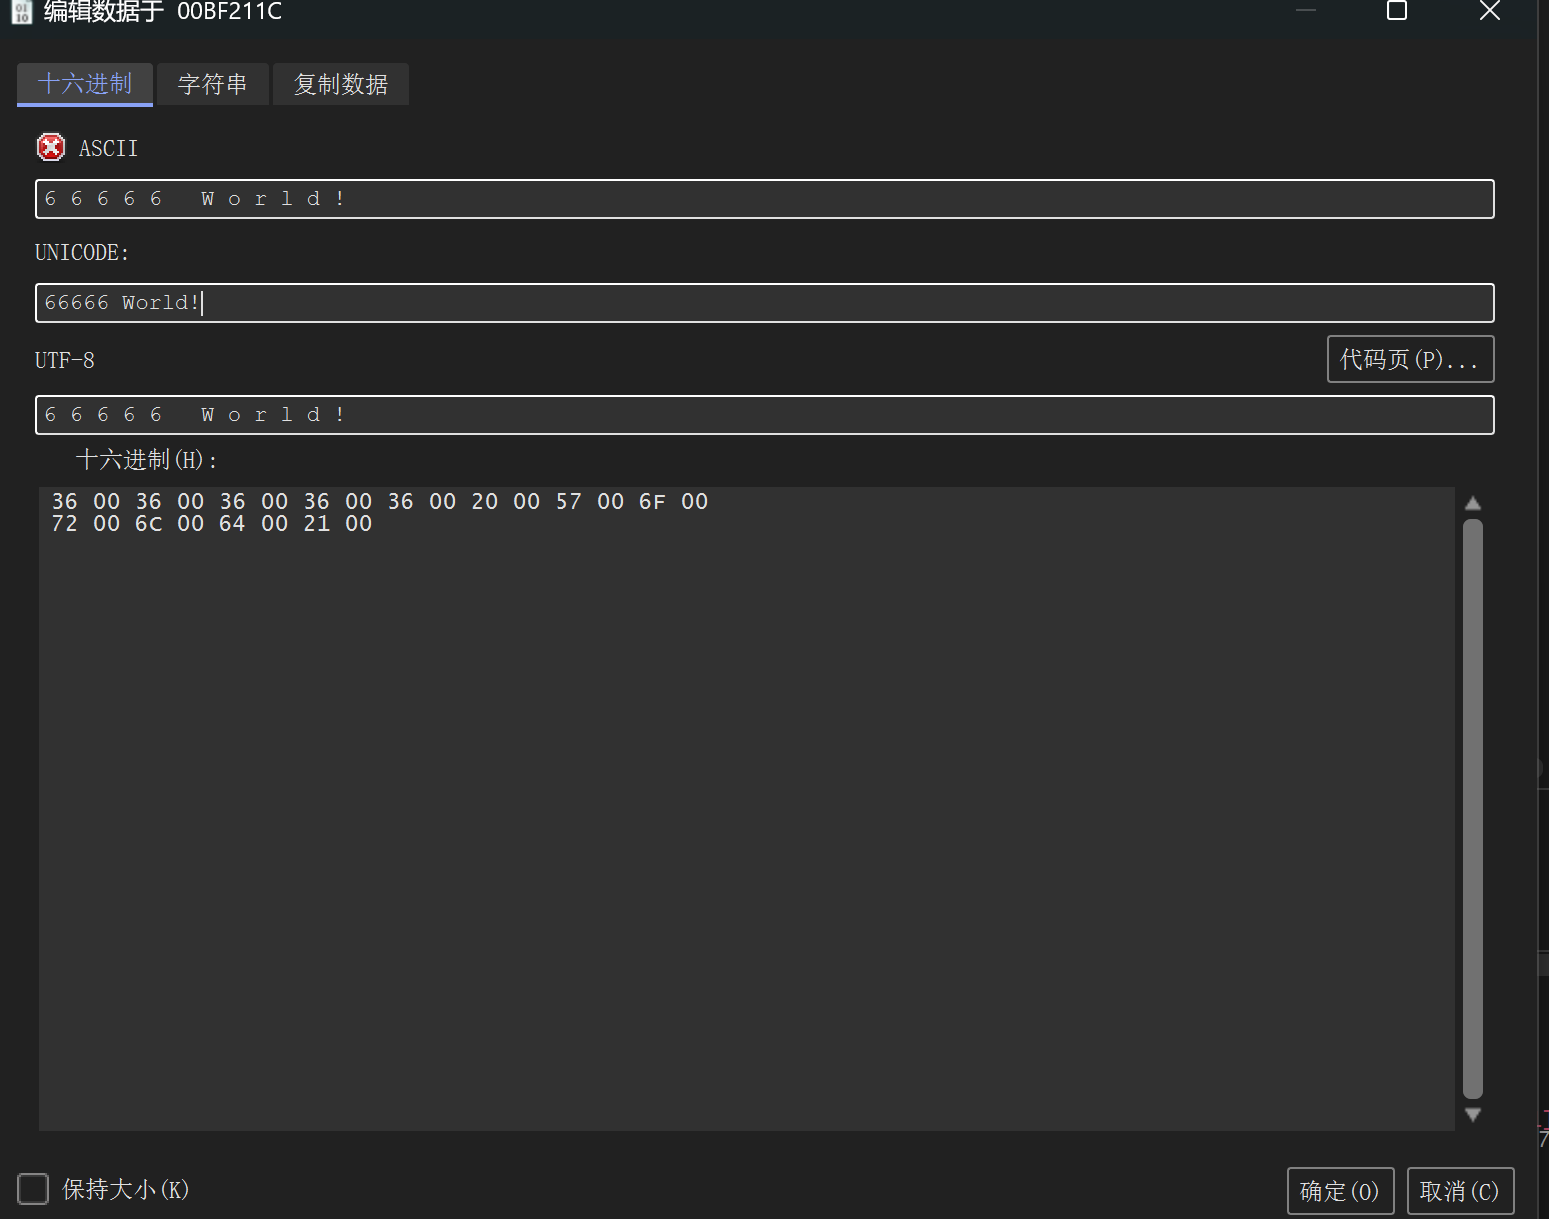 编辑数据于 00BF211C
十六进制 字符串 复制数据
ASCII
6 6 6 6 6   W o r l d !
UNICODE:
66666 World!
UTF-8
代码页(P)...
6 6 6 6 6   W o r l d !
十六进制(H):
36 00 36 00 36 00 36 00 36 00 20 00 57 00 6F 00
72 00 6C 00 64 00 21 00
保持大小(K)
确定(O) 取消(C)